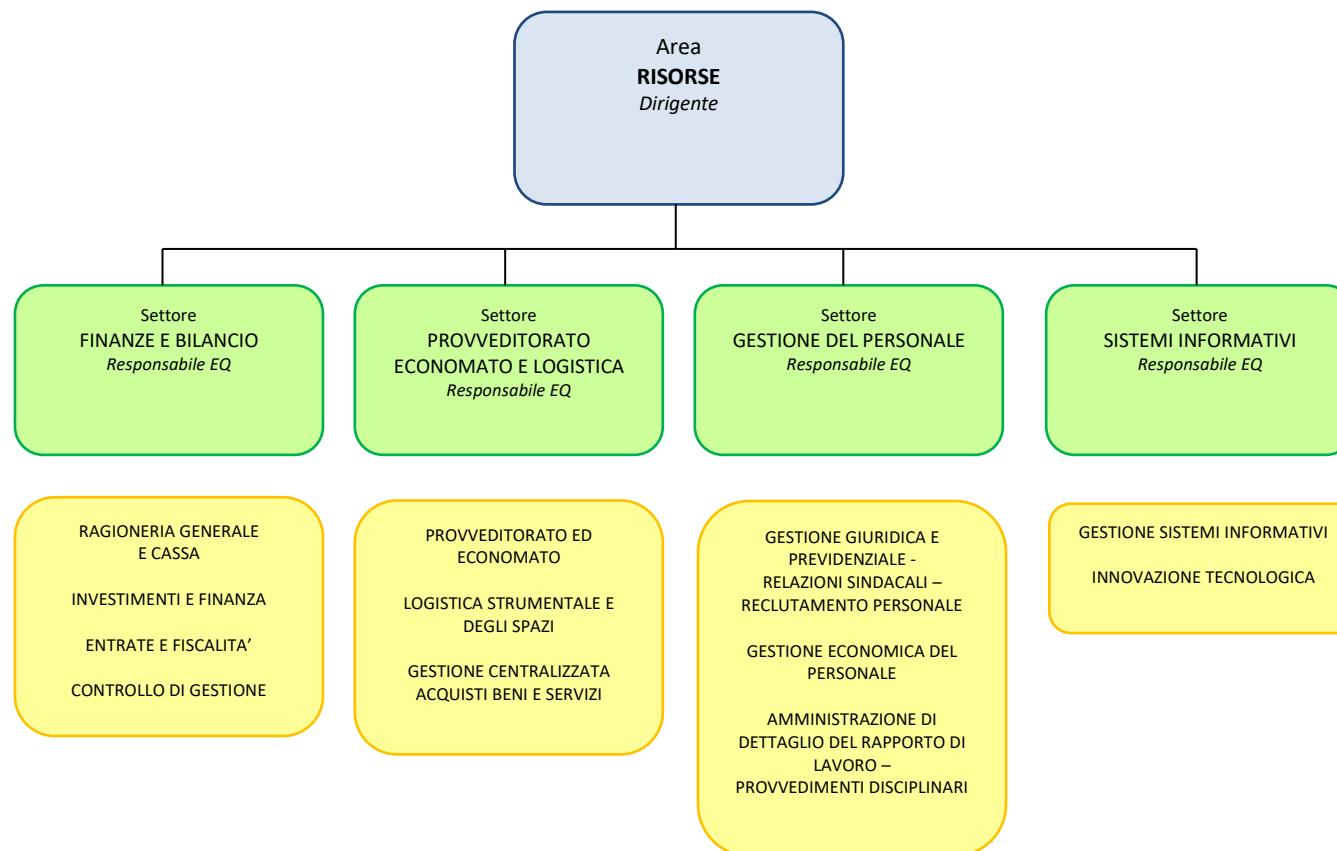 Area
RISORSE
Dirigente
Settore
FINANZE E BILANCIO
Responsabile EQ
Settore
PROVVEDITORATO
ECONOMATO E LOGISTICA
Responsabile EQ
Settore
GESTIONE DEL PERSONALE
Responsabile EQ
Settore
SISTEMI INFORMATIVI
Responsabile EQ
RAGIONERIA GENERALE
E CASSA
INVESTIMENTI E FINANZA
ENTRATE E FISCALITA’
CONTROLLO DI GESTIONE
PROVVEDITORATO ED
ECONOMATO
LOGISTICA STRUMENTALE E
DEGLI SPAZI
GESTIONE CENTRALIZZATA
ACQUISTI BENI E SERVIZI
GESTIONE GIURIDICA E
PREVIDENZIALE -
RELAZIONI SINDACALI –
RECLUTAMENTO PERSONALE
GESTIONE ECONOMICA DEL
PERSONALE
AMMINISTRAZIONE DI
DETTAGLIO DEL RAPPORTO DI
LAVORO –
PROVVEDIMENTI DISCIPLINARI
GESTIONE SISTEMI INFORMATIVI
INNOVAZIONE TECNOLOGICA